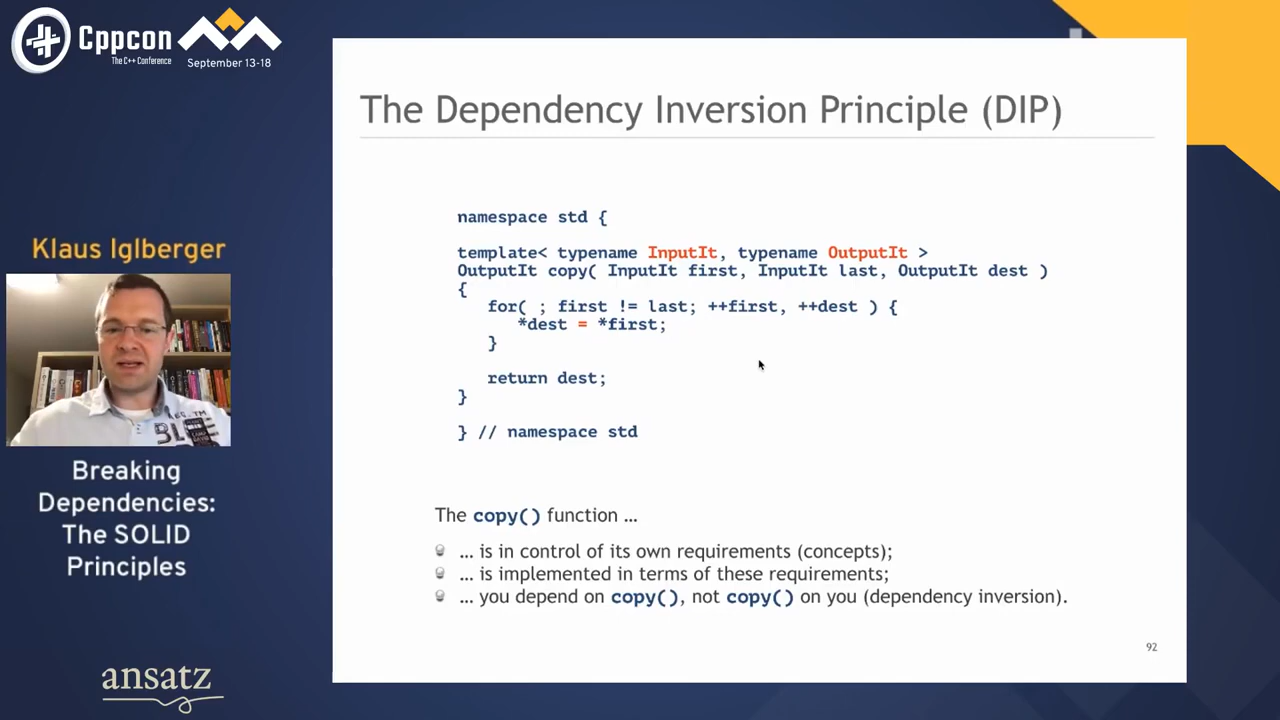 Cppcon
The C++ Conference
September 13-18
Klaus Iglberger
Breaking
Dependencies:
The SOLID
Principles
ansatz
The Dependency Inversion Principle (DIP)
namespace std {
template< typename InputIt, typename OutputIt >
OutputIt copy( InputIt first, InputIt last, OutputIt dest )
{
for( ; first != last; ++first, ++dest ) {
*dest = *first;
}
return dest;
}
} // namespace std
The copy() function …
… is in control of its own requirements (concepts);
… is implemented in terms of these requirements;
… you depend on copy(), not copy() on you (dependency inversion).
92